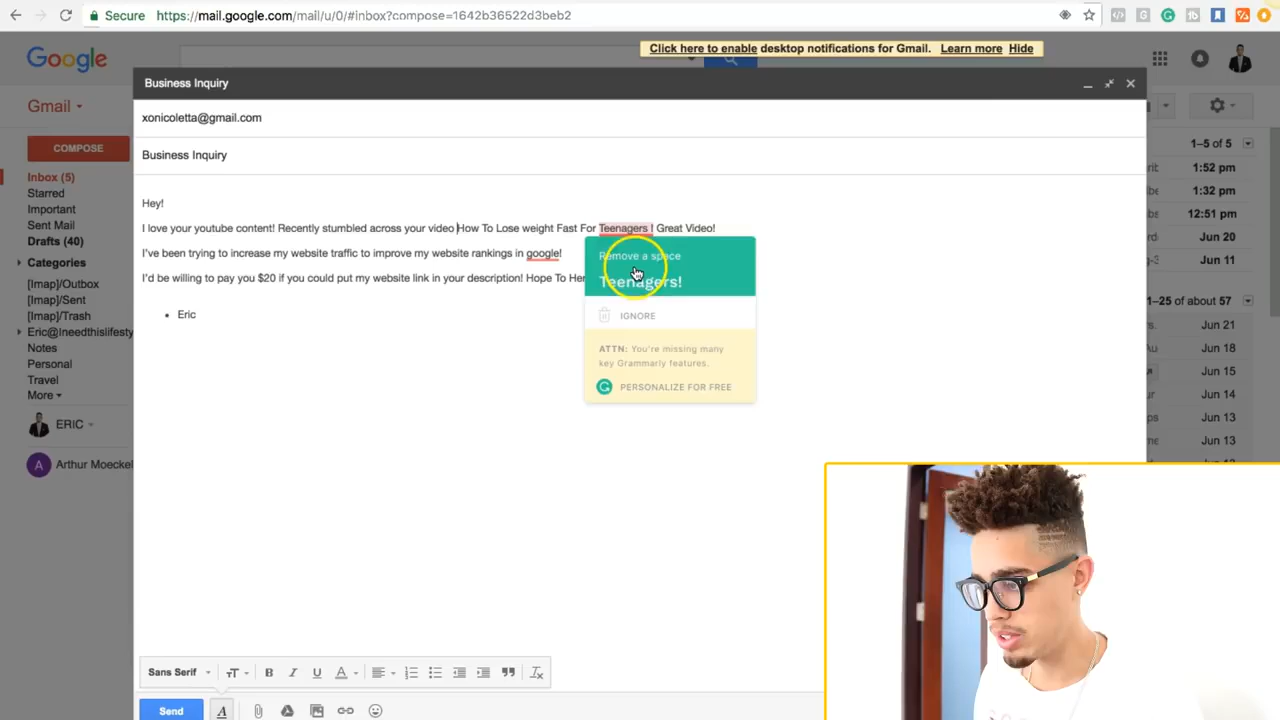 Secure https://mail.google.com/mail/u/0/#inbox?compose=1642b36522d3beb2
Click here to enable desktop notifications for Gmail. Learn more Hide
Google
Business Inquiry
Gmail
xonicoletta@gmail.com
COMPOSE
1–5 of 5
Business Inquiry
Inbox (5)
1:52 pm
Starred
1:32 pm
Important
Hey!
12:51 pm
Sent Mail
I love your youtube content! Recently stumbled across your video How To Lose weight Fast For Teenagers ! Great Video!
Drafts (40)
Jun 20
I've been trying to increase my website traffic to improve my website rankings in google!
Remove a space
Categories
Jun 11
I'd be willing to pay you $20 if you could put my website link in your description! Hope To Her
Teenagers!
[Imap]/Outbox
[Imap]/Sent
1–25 of about 57
[Imap]/Trash
Eric
IGNORE
Eric@Ineedthislifesty
Jun 21
Notes
ATTN: You're missing many
key Grammarly features.
Jun 18
Personal
Jun 15
Travel
PERSONALIZE FOR FREE
More
Jun 14
Jun 13
ERIC
Jun 13
A Arthur Moeckel
Sans Serif
Send